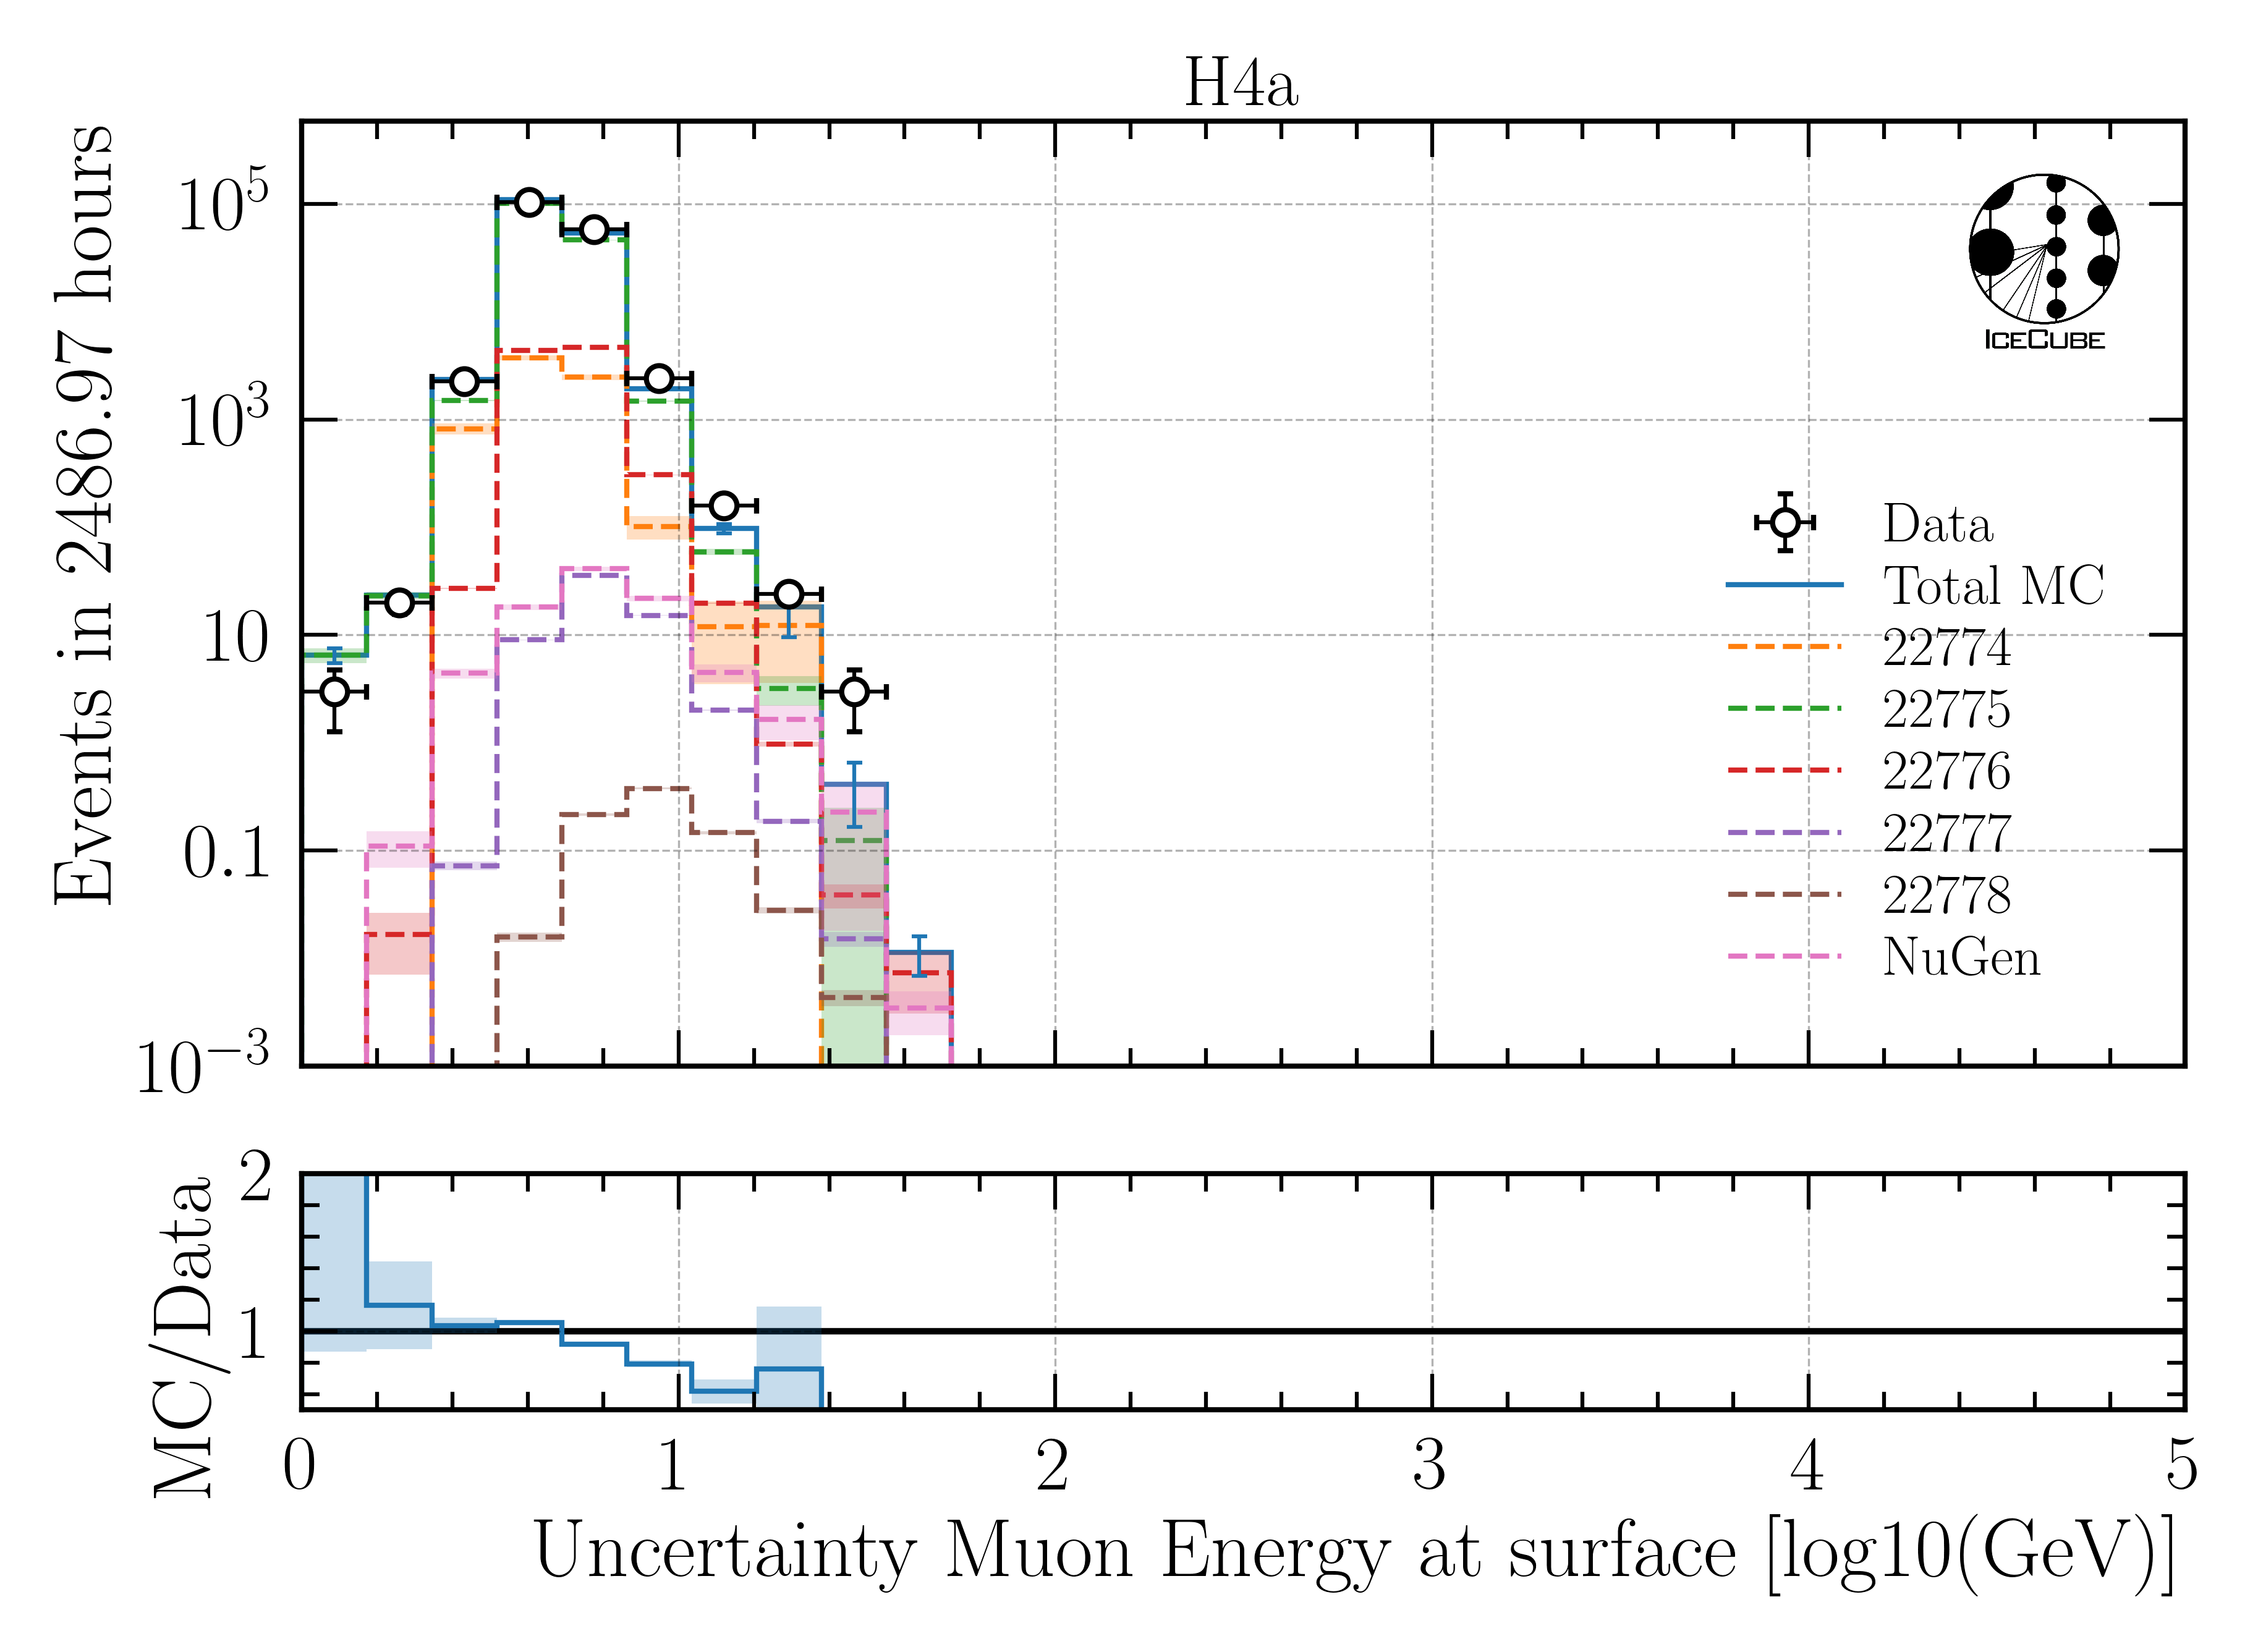 H4a
Events in 2486.97 hours
10^5
10^3
10
0.1
10^−3
ICECUBE
Data
Total MC
22774
22775
22776
22777
22778
NuGen
MC/Data
2
1
0 1 2 3 4 5
Uncertainty Muon Energy at surface [log10(GeV)]